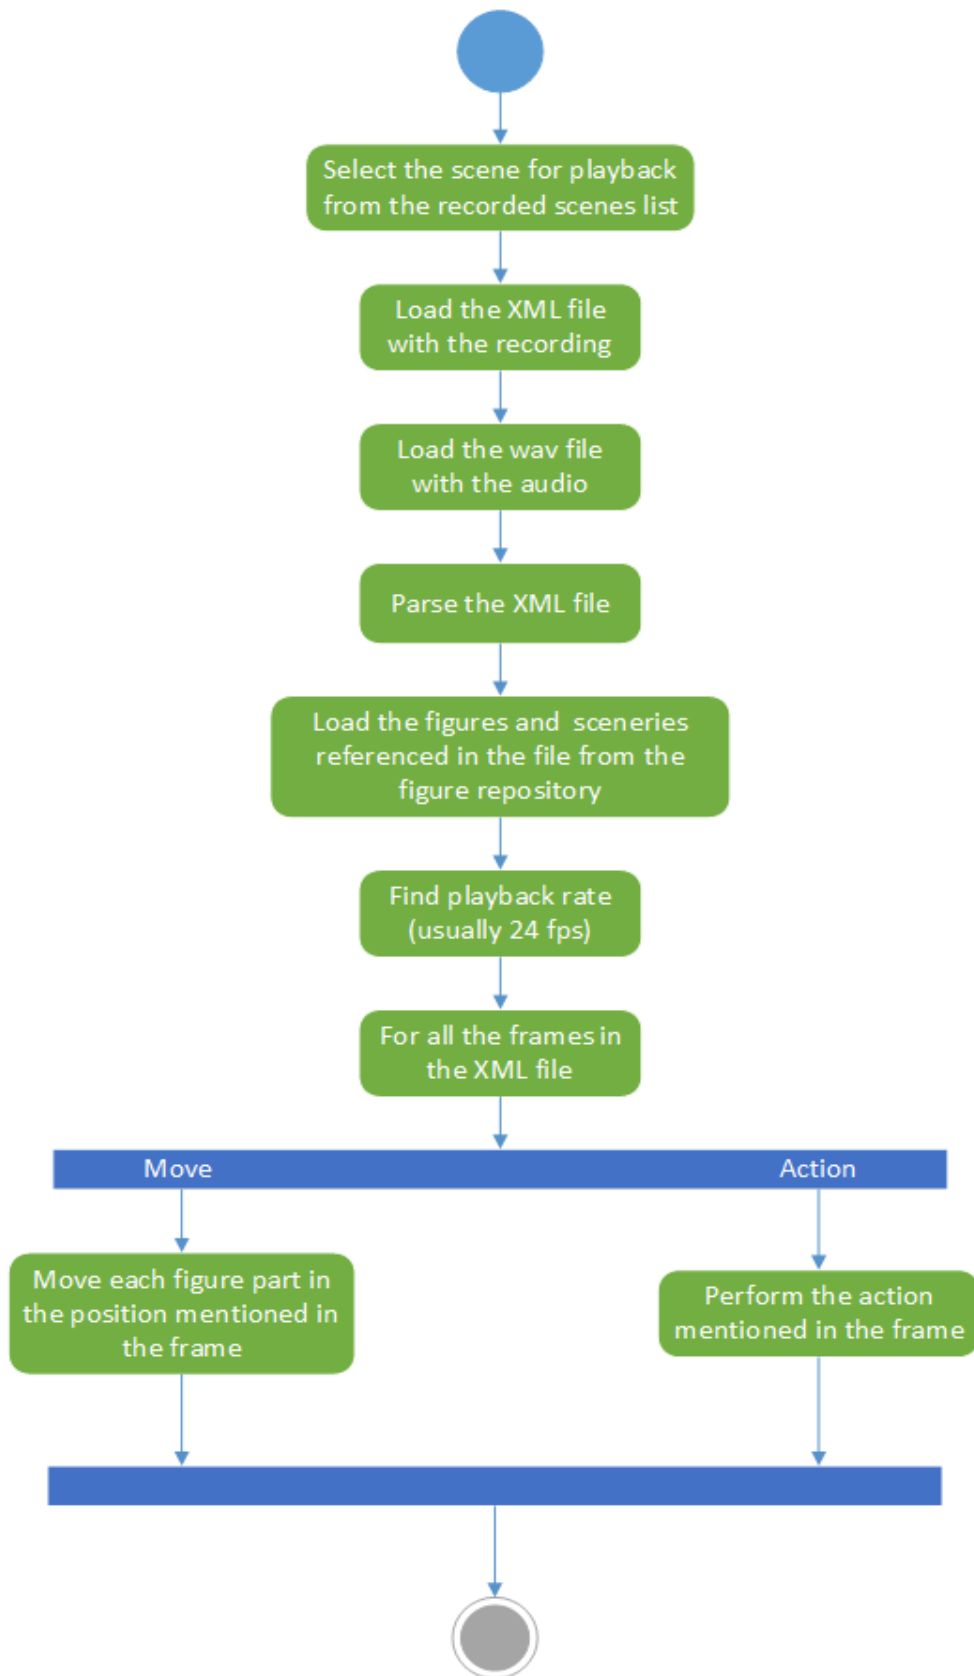 Select the scene for playback
from the recorded scenes list
Load the XML file
with the recording
Load the wav file
with the audio
Parse the XML file
Load the figures and sceneries
referenced in the file from the
figure repository
Find playback rate
(usually 24 fps)
For all the frames in
the XML file
Move
Action
Move each figure part in
the position mentioned in
the frame
Perform the action
mentioned in the frame